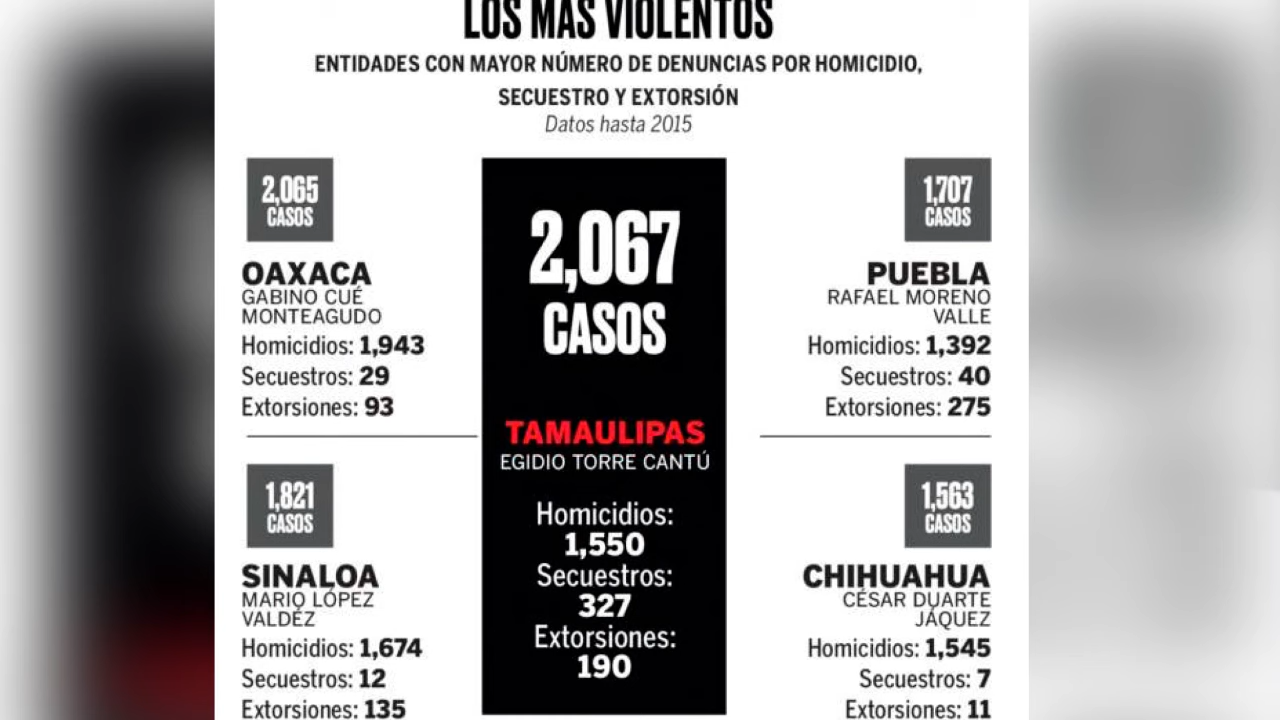 LOS MÁS VIOLENTOS
ENTIDADES CON MAYOR NÚMERO DE DENUNCIAS POR HOMICIDIO,
SECUESTRO Y EXTORSIÓN
Datos hasta 2015
2,065
CASOS
OAXACA
GABINO CUÉ
MONTEAGUDO
Homicidios: 1,943
Secuestros: 29
Extorsiones: 93
1,821
CASOS
SINALOA
MARIO LÓPEZ
VALDÉZ
Homicidios: 1,674
Secuestros: 12
Extorsiones: 135
2,067
CASOS
TAMAULIPAS
EGIDIO TORRE CANTÚ
Homicidios:
1,550
Secuestros:
327
Extorsiones:
190
1,707
CASOS
PUEBLA
RAFAEL MORENO
VALLE
Homicidios: 1,392
Secuestros: 40
Extorsiones: 275
1,563
CASOS
CHIHUAHUA
CÉSAR DUARTE
JÁQUEZ
Homicidios: 1,545
Secuestros: 7
Extorsiones: 11